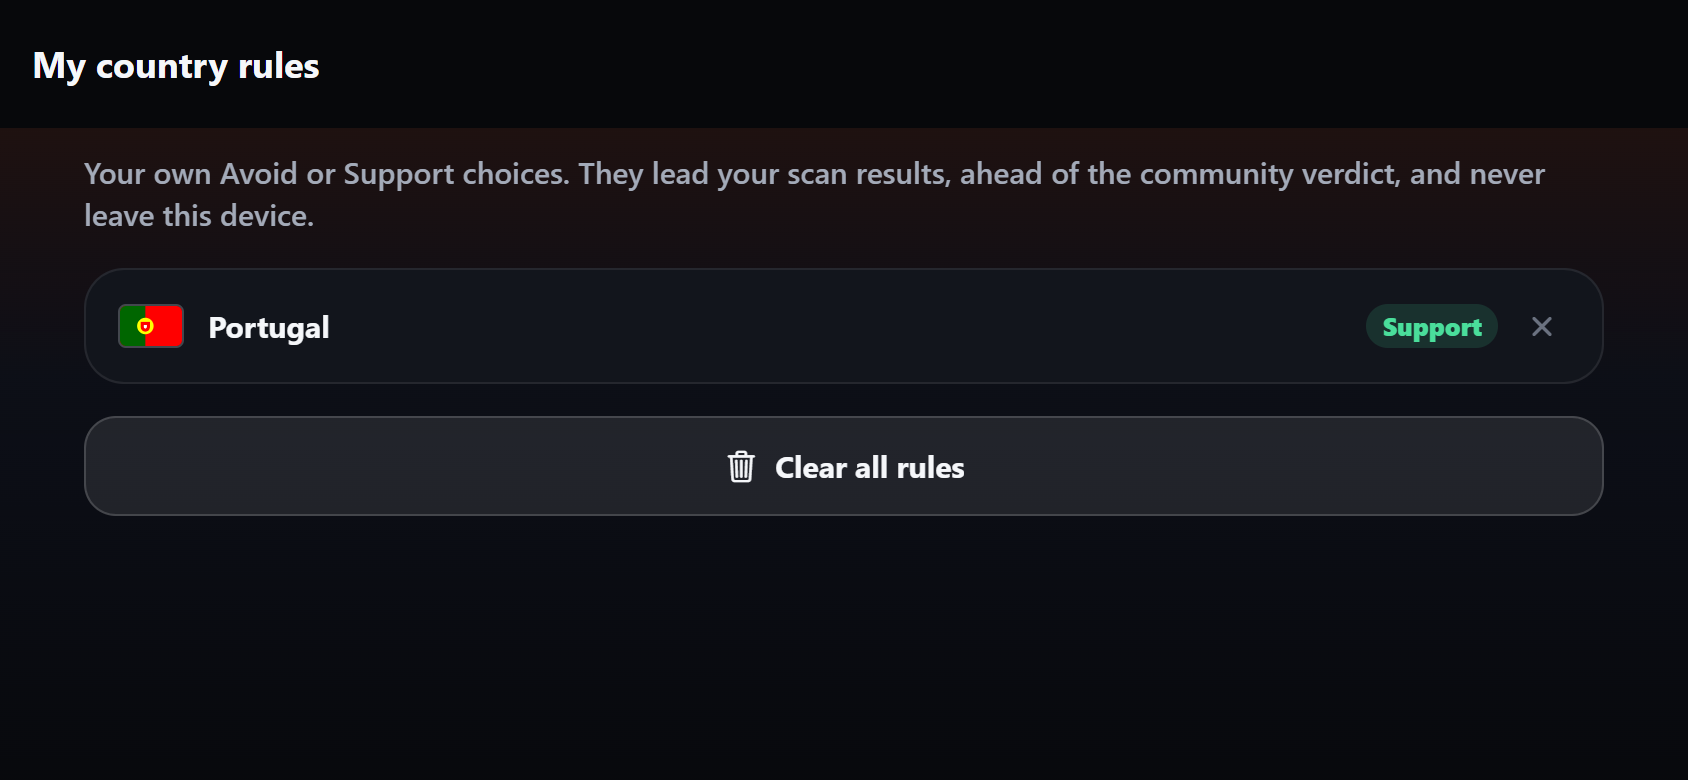 My country rules
Your own Avoid or Support choices. They lead your scan results, ahead of the community verdict, and never
leave this device.
Portugal
Support
Clear all rules